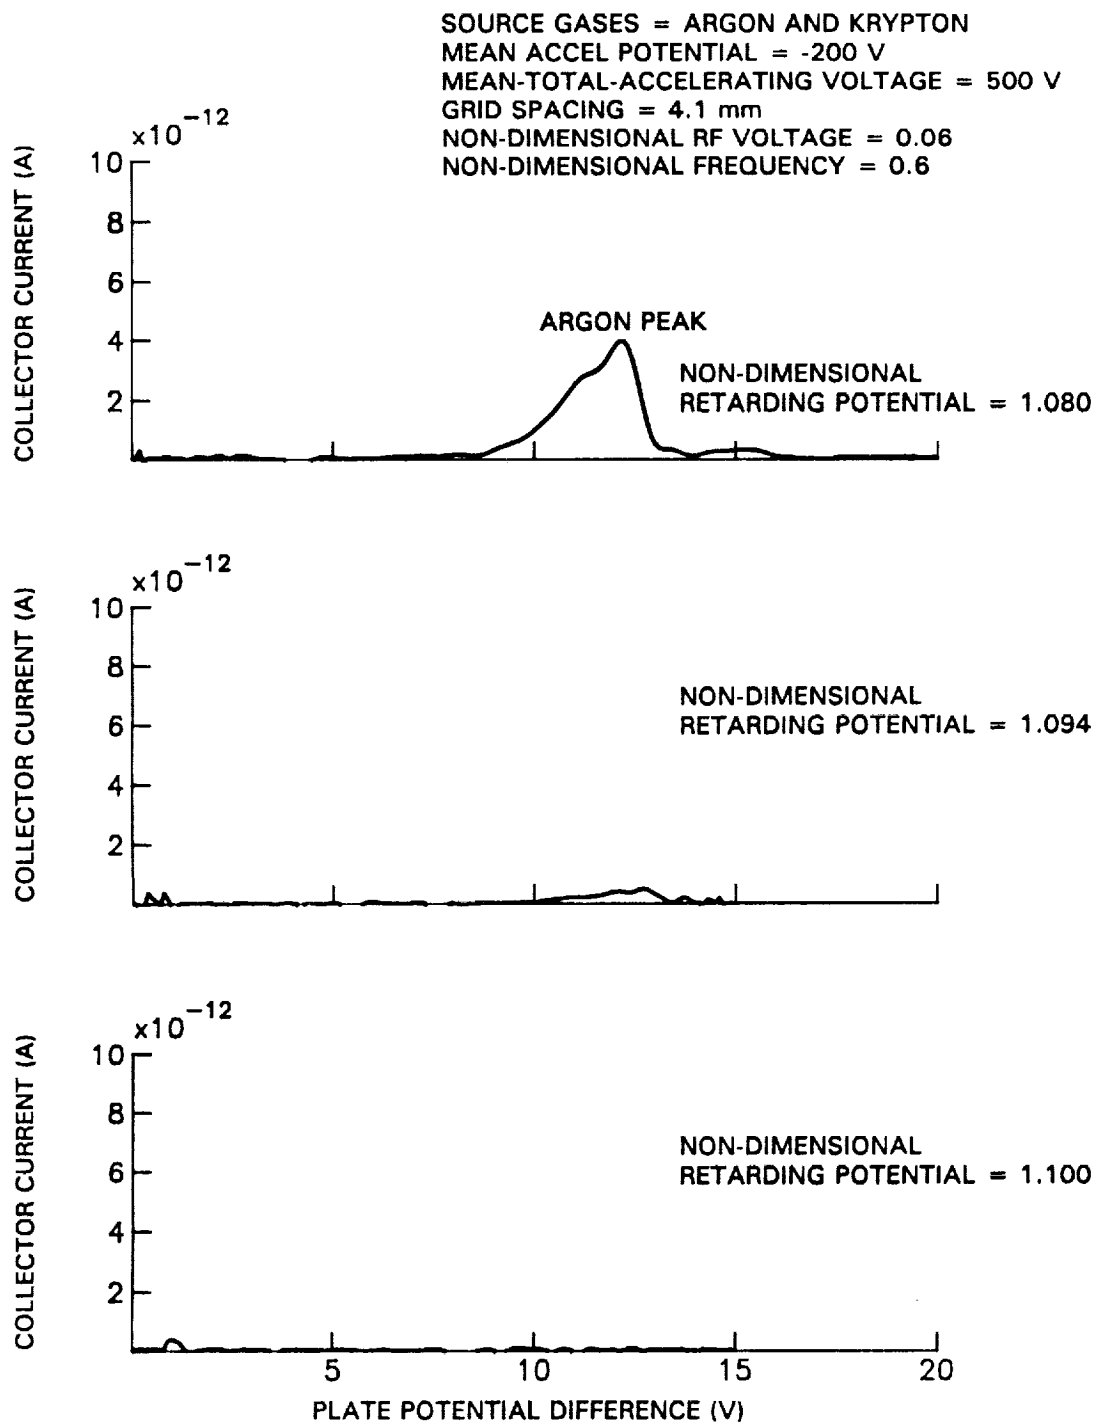 SOURCE GASES = ARGON AND KRYPTON
MEAN ACCEL POTENTIAL = -200 V
MEAN-TOTAL-ACCELERATING VOLTAGE = 500 V
GRID SPACING = 4.1 mm
NON-DIMENSIONAL RF VOLTAGE = 0.06
NON-DIMENSIONAL FREQUENCY = 0.6
x10^-12
COLLECTOR CURRENT (A)
10
8
6
4
2
ARGON PEAK
NON-DIMENSIONAL
RETARDING POTENTIAL = 1.080
x10^-12
COLLECTOR CURRENT (A)
10
8
6
4
2
NON-DIMENSIONAL
RETARDING POTENTIAL = 1.094
x10^-12
COLLECTOR CURRENT (A)
10
8
6
4
2
NON-DIMENSIONAL
RETARDING POTENTIAL = 1.100
5 10 15 20
PLATE POTENTIAL DIFFERENCE (V)